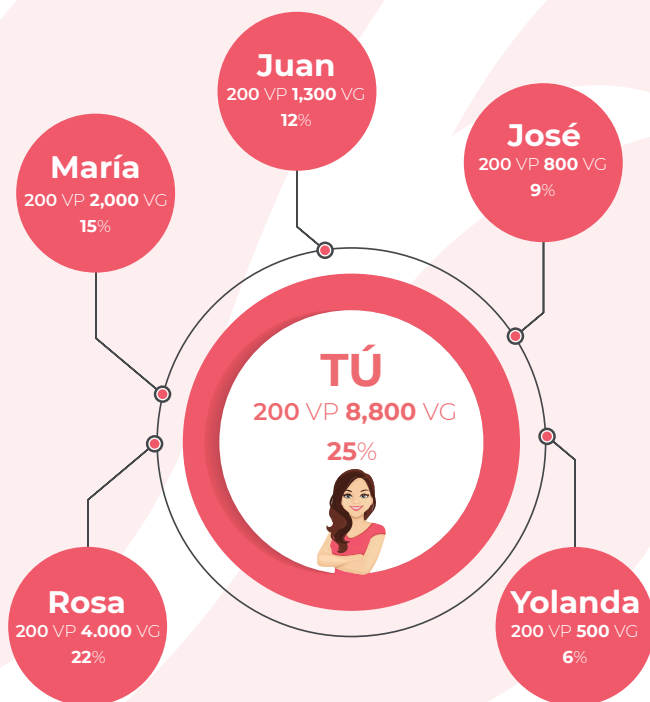 Juan
200 VP 1,300 VG
12%
José
200 VP 800 VG
9%
María
200 VP 2,000 VG
15%
TÚ
200 VP 8,800 VG
25%
Rosa
200 VP 4.000 VG
22%
Yolanda
200 VP 500 VG
6%